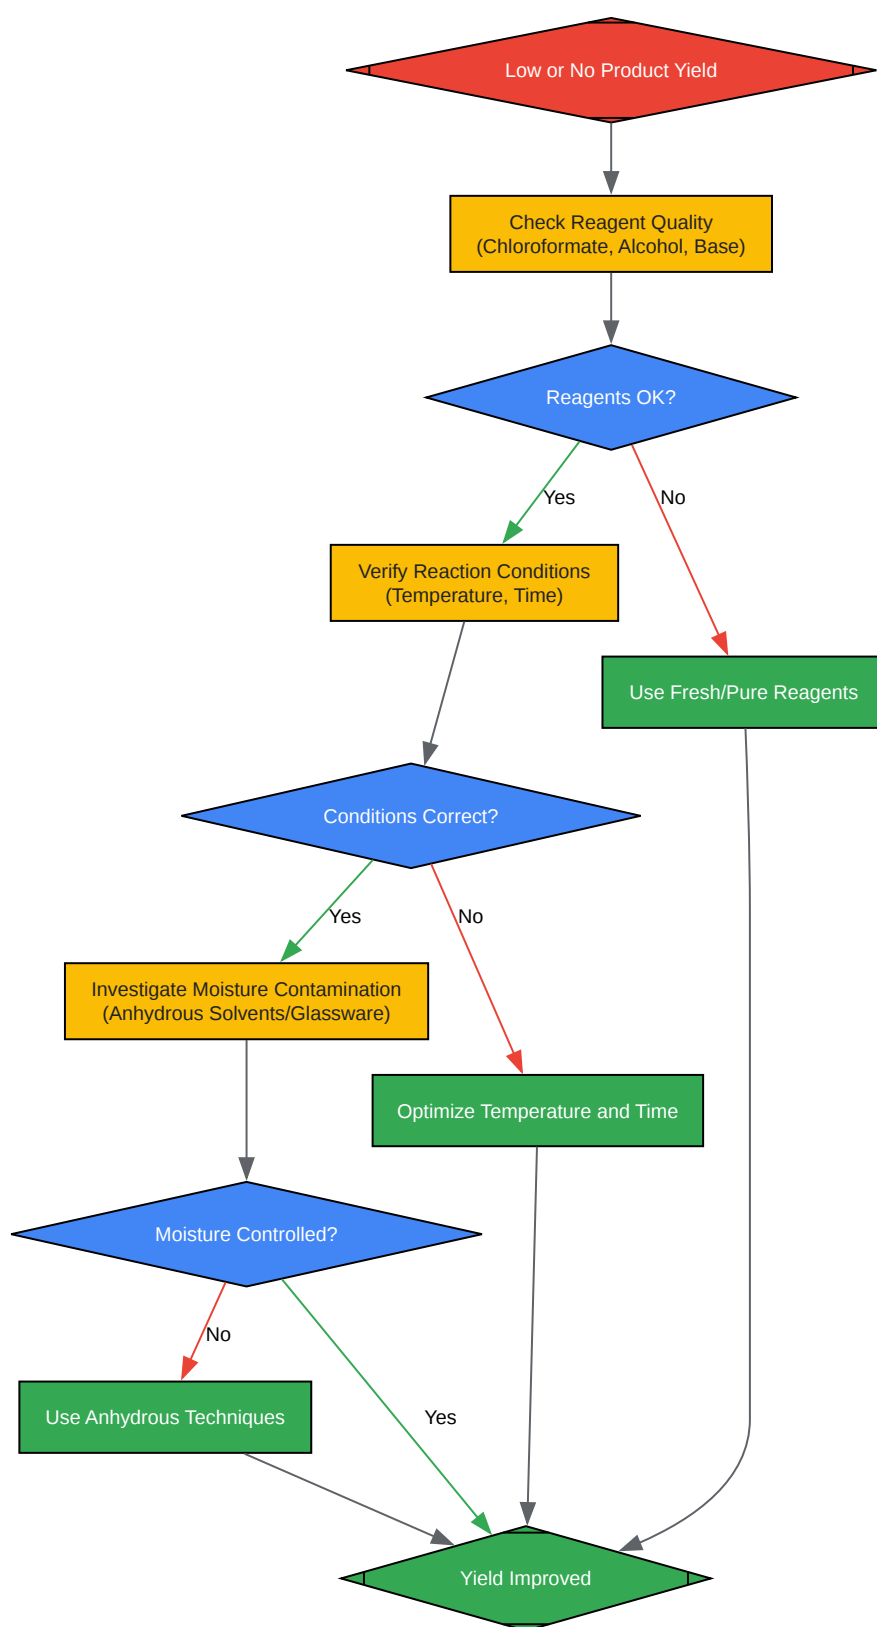 Low or No Product Yield
Check Reagent Quality
(Chloroformate, Alcohol, Base)
Reagents OK?
Yes
No
Verify Reaction Conditions
(Temperature, Time)
Use Fresh/Pure Reagents
Conditions Correct?
Yes
No
Investigate Moisture Contamination
(Anhydrous Solvents/Glassware)
Optimize Temperature and Time
Moisture Controlled?
No
Yes
Use Anhydrous Techniques
Yield Improved